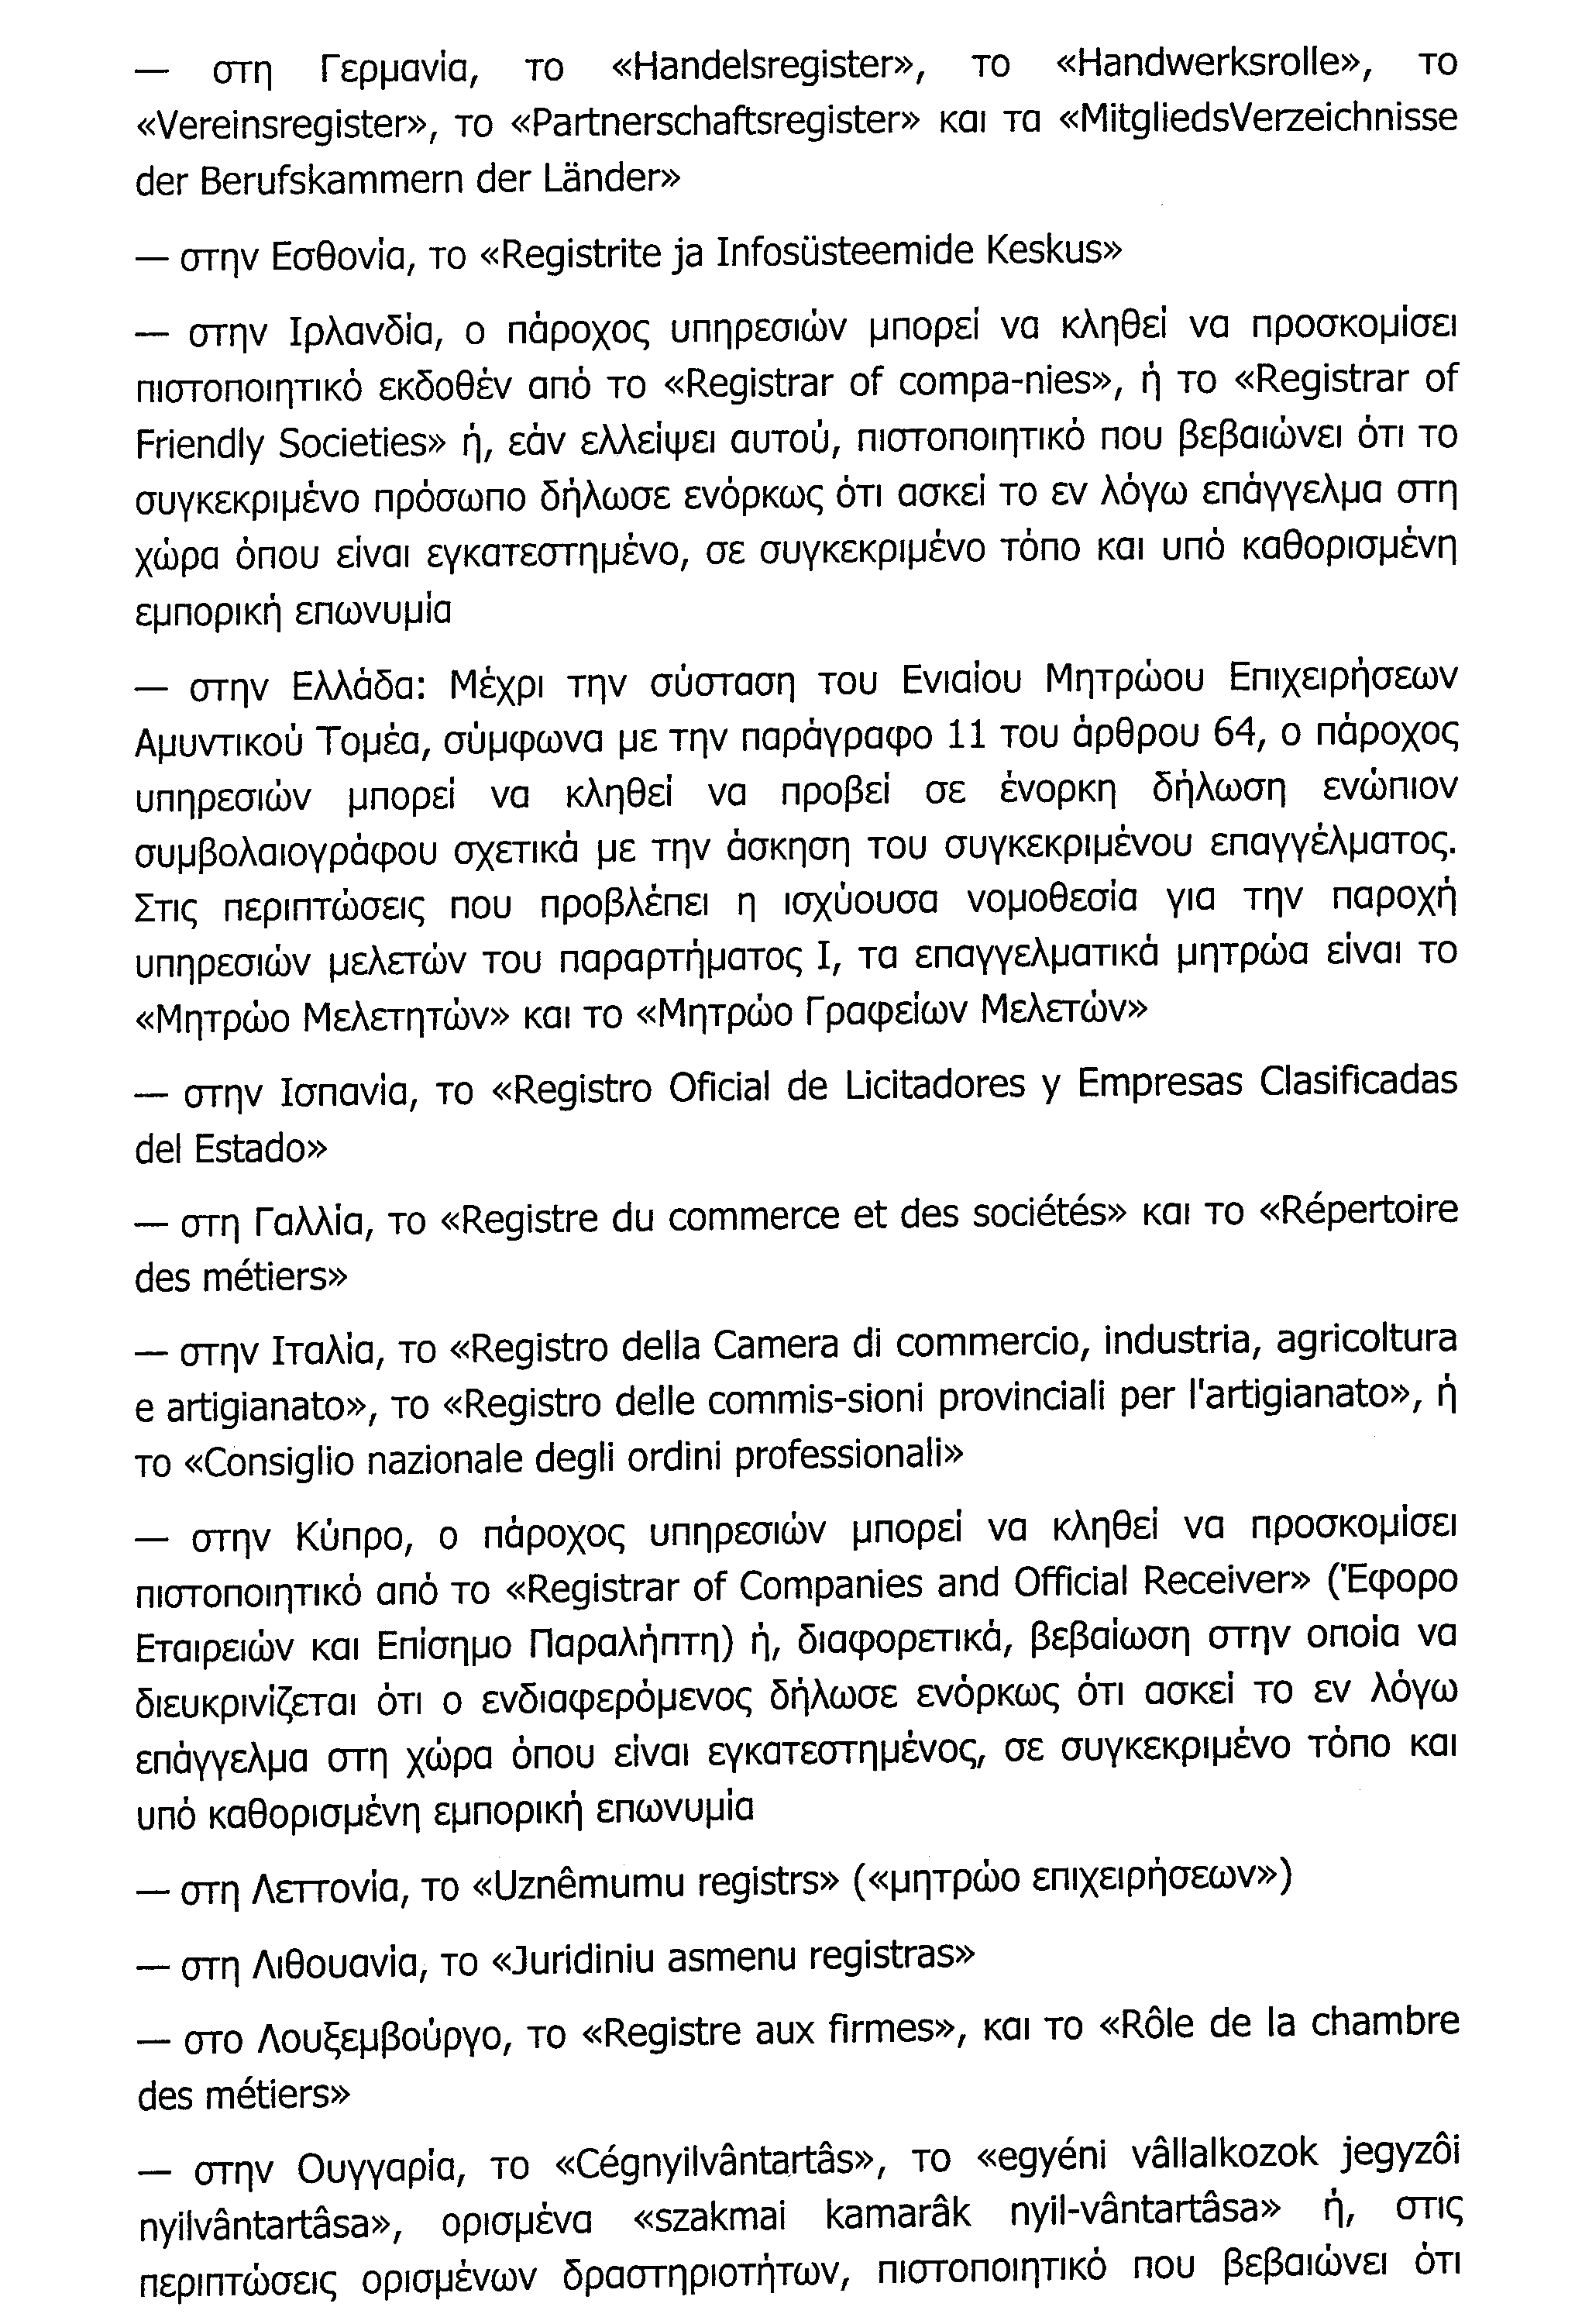 — στη Γερμανία, το «Handelsregister», το «Handwerksrolle», το
«Vereinsregister», το «Partnerschaftsregister» και τα «MitgliedsVerzeichnisse
der Berufskammern der Länder»
— στην Εσθονία, το «Registrite ja Infosüsteemide Keskus»
— στην Ιρλανδία, ο πάροχος υπηρεσιών μπορεί να κληθεί να προσκομίσει
πιστοποιητικό εκδοθέν από το «Registrar of compa-nies», ή το «Registrar of
Friendly Societies» ή, εάν ελλείψει αυτού, πιστοποιητικό που βεβαιώνει ότι το
συγκεκριμένο πρόσωπο δήλωσε ενόρκως ότι ασκεί το εν λόγω επάγγελμα στη
χώρα όπου είναι εγκατεστημένο, σε συγκεκριμένο τόπο και υπό καθορισμένη
εμπορική επωνυμία
— στην Ελλάδα: Μέχρι την σύσταση του Ενιαίου Μητρώου Επιχειρήσεων
Αμυντικού Τομέα, σύμφωνα με την παράγραφο 11 του άρθρου 64, ο πάροχος
υπηρεσιών μπορεί να κληθεί να προβεί σε ένορκη δήλωση ενώπιον
συμβολαιογράφου σχετικά με την άσκηση του συγκεκριμένου επαγγέλματος.
Στις περιπτώσεις που προβλέπει η ισχύουσα νομοθεσία για την παροχή
υπηρεσιών μελετών του παραρτήματος Ι, τα επαγγελματικά μητρώα είναι το
«Μητρώο Μελετητών» και το «Μητρώο Γραφείων Μελετών»
— στην Ισπανία, το «Registro Oficial de Licitadores y Empresas Clasificadas
del Estado»
— στη Γαλλία, το «Registre du commerce et des sociétés» και το «Répertoire
des métiers»
— στην Ιταλία, το «Registro della Camera di commercio, industria, agricoltura
e artigianato», το «Registro delle commis-sioni provinciali per l'artigianato», ή
το «Consiglio nazionale degli ordini professionali»
— στην Κύπρο, ο πάροχος υπηρεσιών μπορεί να κληθεί να προσκομίσει
πιστοποιητικό από το «Registrar of Companies and Official Receiver» (Έφορο
Εταιρειών και Επίσημο Παραλήπτη) ή, διαφορετικά, βεβαίωση στην οποία να
διευκρινίζεται ότι ο ενδιαφερόμενος δήλωσε ενόρκως ότι ασκεί το εν λόγω
επάγγελμα στη χώρα όπου είναι εγκατεστημένος, σε συγκεκριμένο τόπο και
υπό καθορισμένη εμπορική επωνυμία
— στη Λεττονία, το «Uznêmumu registrs» («μητρώο επιχειρήσεων»)
— στη Λιθουανία, το «Juridiniu asmenu registras»
— στο Λουξεμβούργο, το «Registre aux firmes», και το «Rôle de la chambre
des métiers»
— στην Ουγγαρία, το «Cégnyilvântartâs», το «egyéni vâllalkozok jegyzôi
nyilvântartâsa», ορισμένα «szakmai kamarâk nyil-vântartâsa» ή, στις
περιπτώσεις ορισμένων δραστηριοτήτων, πιστοποιητικό που βεβαιώνει ότι